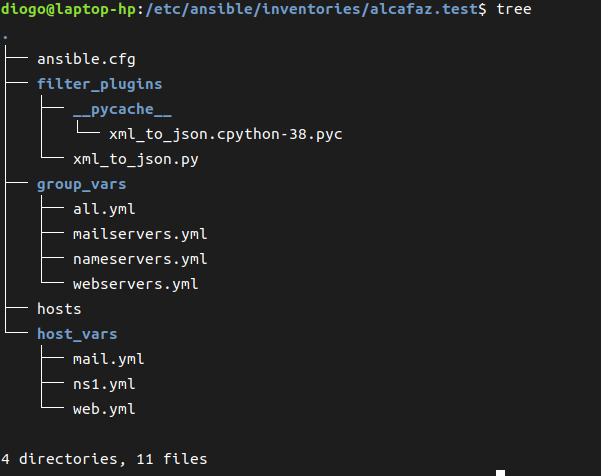 diogo@laptop-hp:/etc/ansible/inventories/alcafaz.test$ tree
.
├── ansible.cfg
├── filter_plugins
│   ├── __pycache__
│   │   └── xml_to_json.cpython-38.pyc
│   └── xml_to_json.py
├── group_vars
│   ├── all.yml
│   ├── mailservers.yml
│   ├── nameservers.yml
│   └── webservers.yml
├── hosts
└── host_vars
    ├── mail.yml
    ├── ns1.yml
    └── web.yml
4 directories, 11 files